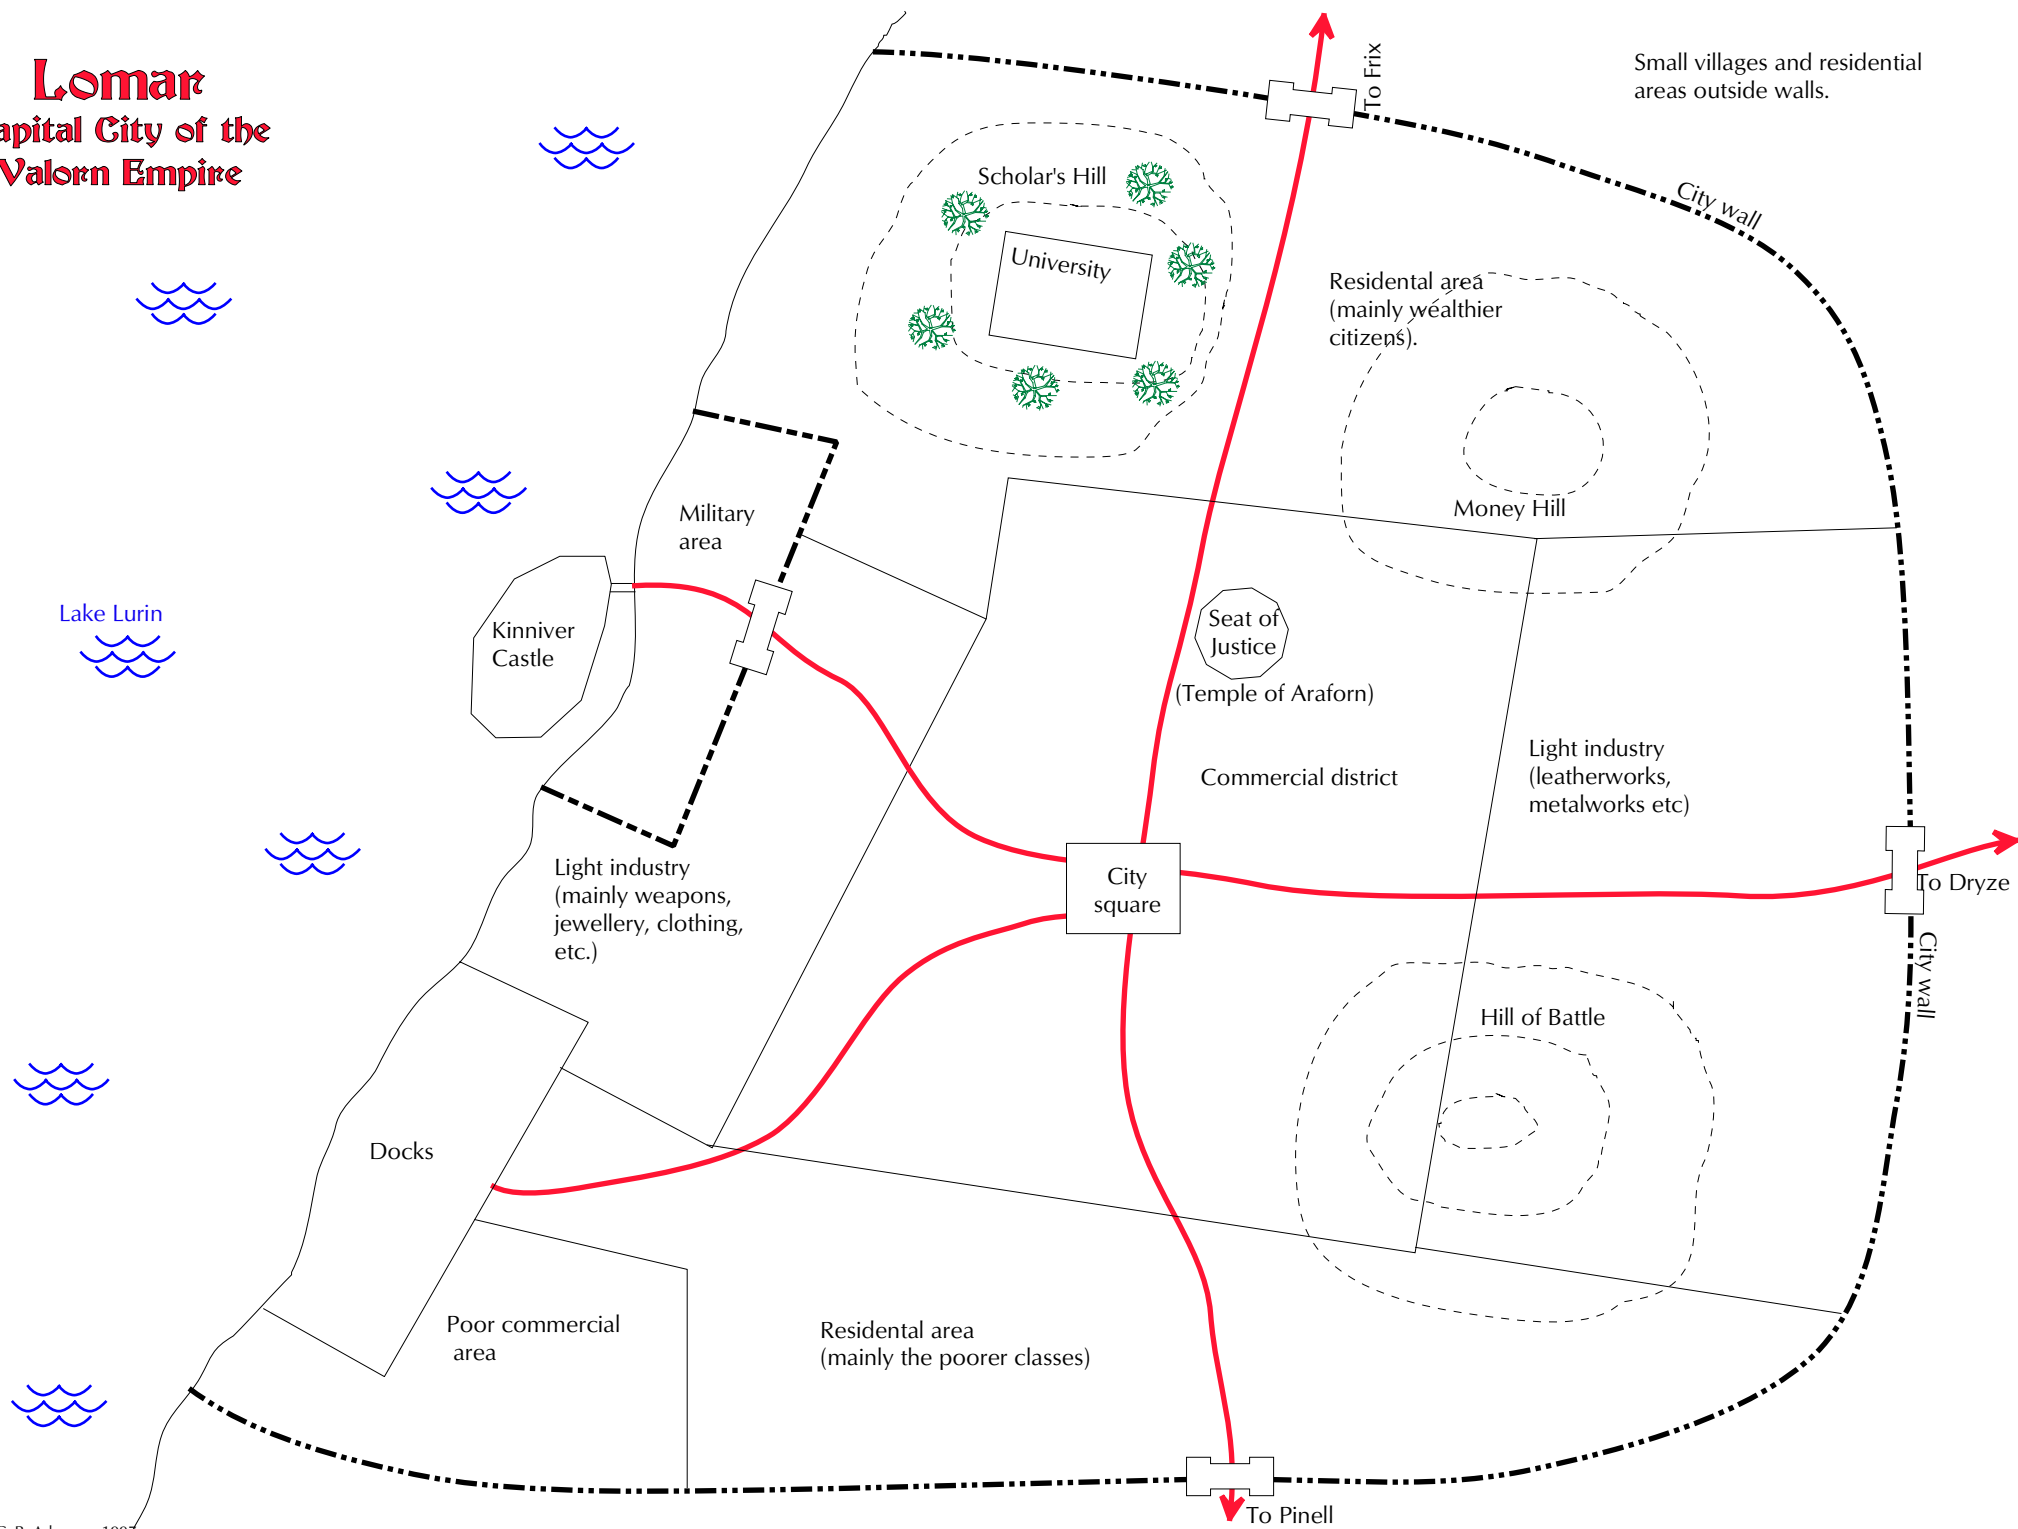 Lomar
apital City of the
Valorn Empire
To Frix
Small villages and residential
areas outside walls.
City wall
Scholar's Hill
University
Residental area
(mainly wealthier
citizens).
Money Hill
Military
area
Lake Lurin
Kinniver
Castle
Seat of
Justice
(Temple of Araforn)
Commercial district
Light industry
(leatherworks,
metalworks etc)
Light industry
(mainly weapons,
jewellery, clothing,
etc.)
City
square
To Dryze
City wall
Hill of Battle
Docks
Poor commercial
area
Residental area
(mainly the poorer classes)
To Pinell